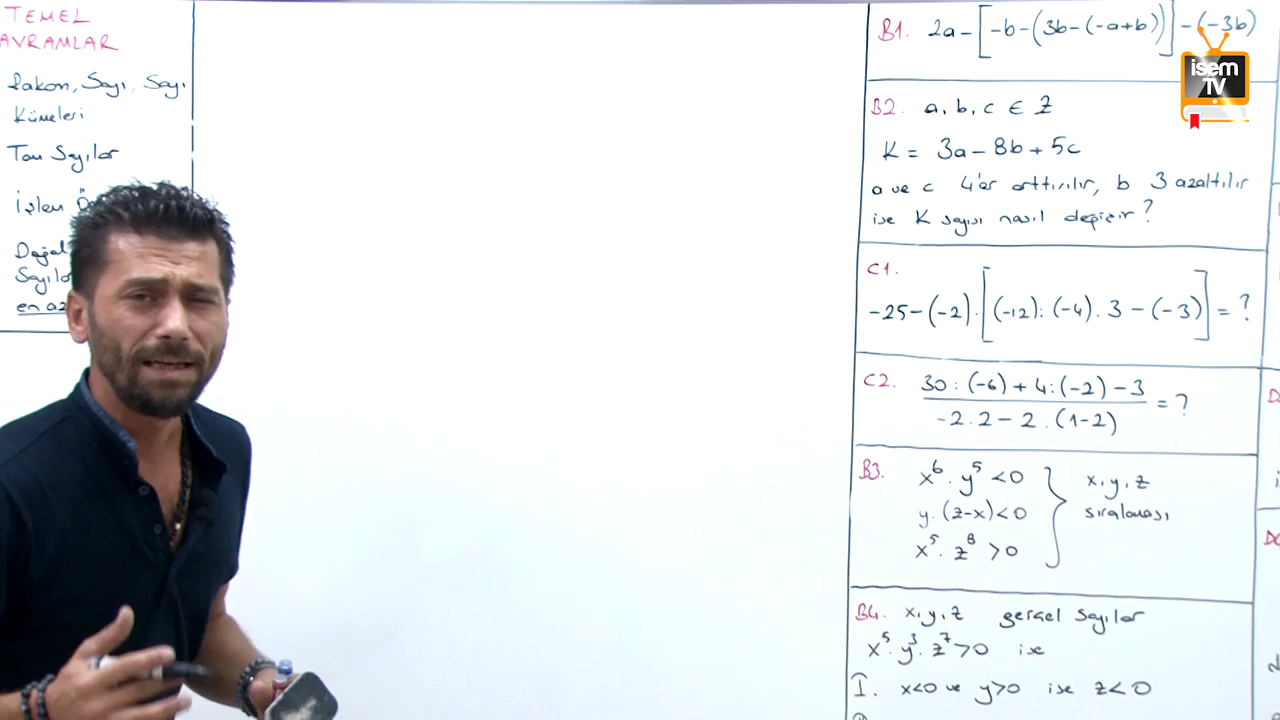 TEMEL
AVRAMLAR
Rakam, Sayı, Sayı
Kümeleri
Tam Sayılar
İşlem
Doğal
Sayıla
en az
B1. 2a - [-b - (3b - (-a+b))] - (-3b)
isem
TV
B2. a, b, c ∈ Z
K = 3a - 8b + 5c
a ve c 4'er arttırılır, b 3 azaltılır
ise K sayısı nasıl değişir?
C1.
-25 - (-2) . [(-12) : (-4) . 3 - (-3)] = ?
C2. 30 : (-6) + 4 : (-2) - 3
-2 . 2 - 2 . (1-2) = ?
B3. x⁶ . y⁵ < 0
y . (z-x) < 0
x⁵ . z⁸ > 0
x, y, z
sıralaması
B4. x, y, z gerçel sayılar
x⁵ . y³ . z⁷ > 0 ise
I. x<0 ve y>0 ise z<0